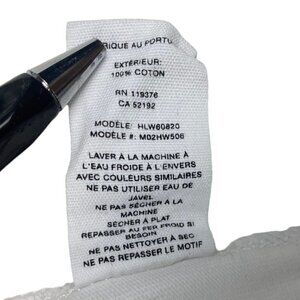 RIQUE AU PORTU
EXTÉRIEUR:
100% COTON
RN 119376
CA 52192
MODÈLE: HLW60820
MODÈLE #: M02HW506
LAVER À LA MACHINE À
L'EAU FROIDE À L'ENVERS
AVEC COULEURS SIMILAIRES
NE PAS UTILISER EAU DE
JAVEL
NE PAS SÉCHER À LA
MACHINE
SÉCHER À PLAT
REPASSER AU FER FROID SI
BESOIN
NE PAS NETTOYER À SEC
NE PAS REPASSER LE MOTIF